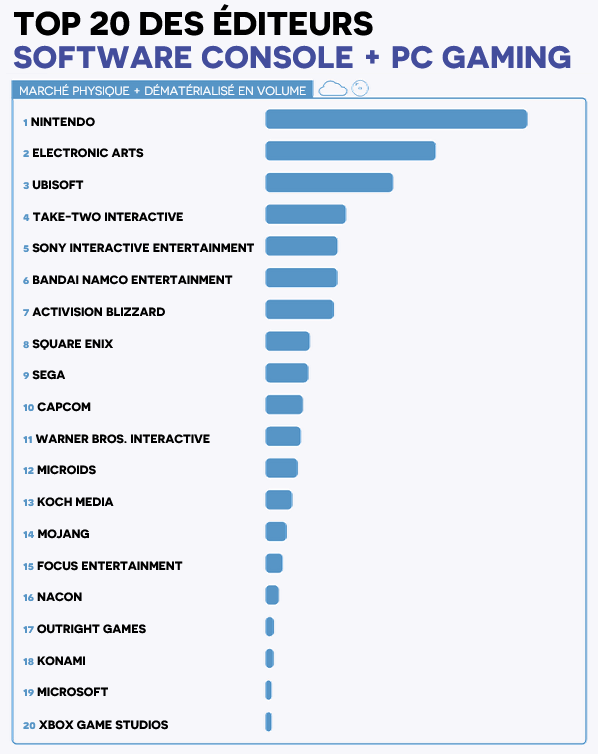 TOP 20 DES ÉDITEURS
SOFTWARE CONSOLE + PC GAMING
MARCHÉ PHYSIQUE + DÉMATÉRIALISÉ EN VOLUME
1 NINTENDO
2 ELECTRONIC ARTS
3 UBISOFT
4 TAKE-TWO INTERACTIVE
5 SONY INTERACTIVE ENTERTAINMENT
6 BANDAI NAMCO ENTERTAINMENT
7 ACTIVISION BLIZZARD
8 SQUARE ENIX
9 SEGA
10 CAPCOM
11 WARNER BROS. INTERACTIVE
12 MICROIDS
13 KOCH MEDIA
14 MOJANG
15 FOCUS ENTERTAINMENT
16 NACON
17 OUTRIGHT GAMES
18 KONAMI
19 MICROSOFT
20 XBOX GAME STUDIOS